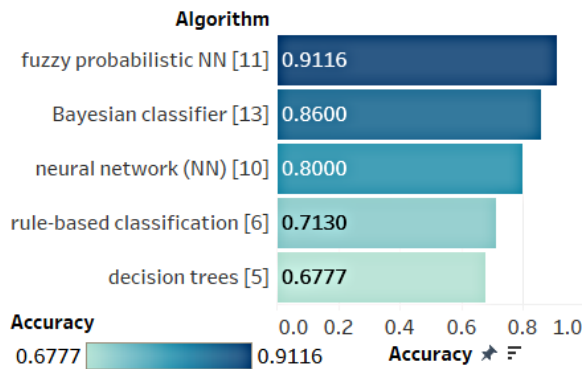 Algorithm
fuzzy probabilistic NN [11] 0.9116
Bayesian classifier [13] 0.8600
neural network (NN) [10] 0.8000
rule-based classification [6] 0.7130
decision trees [5] 0.6777
0.0 0.2 0.4 0.6 0.8 1.0
Accuracy
Accuracy
0.6777 0.9116